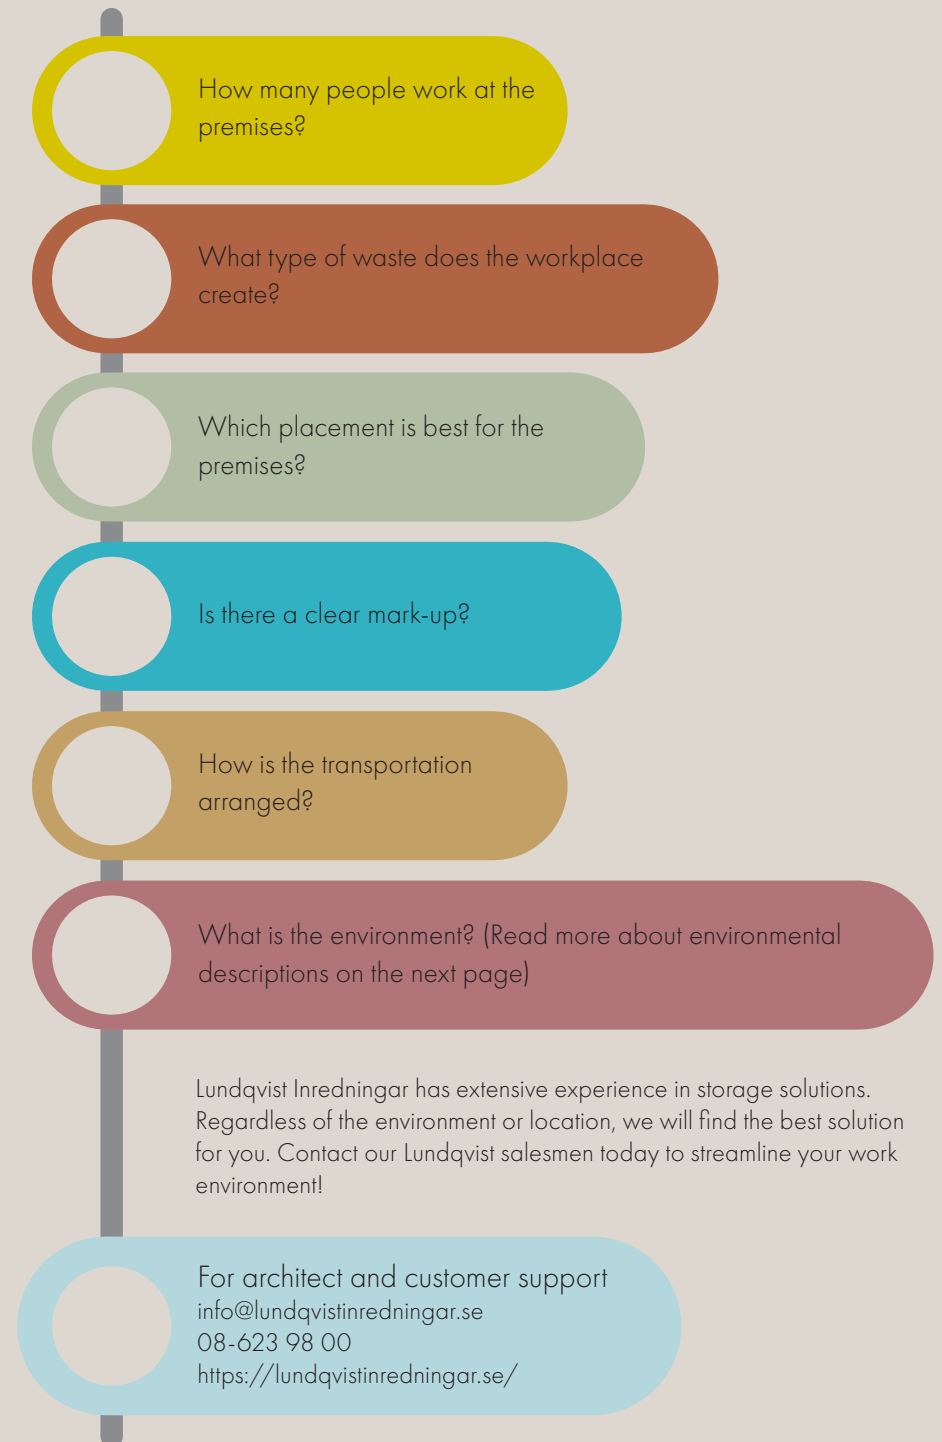 How many people work at the
premises?
What type of waste does the workplace
create?
Which placement is best for the
premises?
Is there a clear mark-up?
How is the transportation
arranged?
What is the environment? (Read more about environmental
descriptions on the next page)
Lundqvist Inredningar has extensive experience in storage solutions.
Regardless of the environment or location, we will find the best solution
for you. Contact our Lundqvist salesmen today to streamline your work
environment!
For architect and customer support
info@lundqvistinredningar.se
08-623 98 00
https://lundqvistinredningar.se/